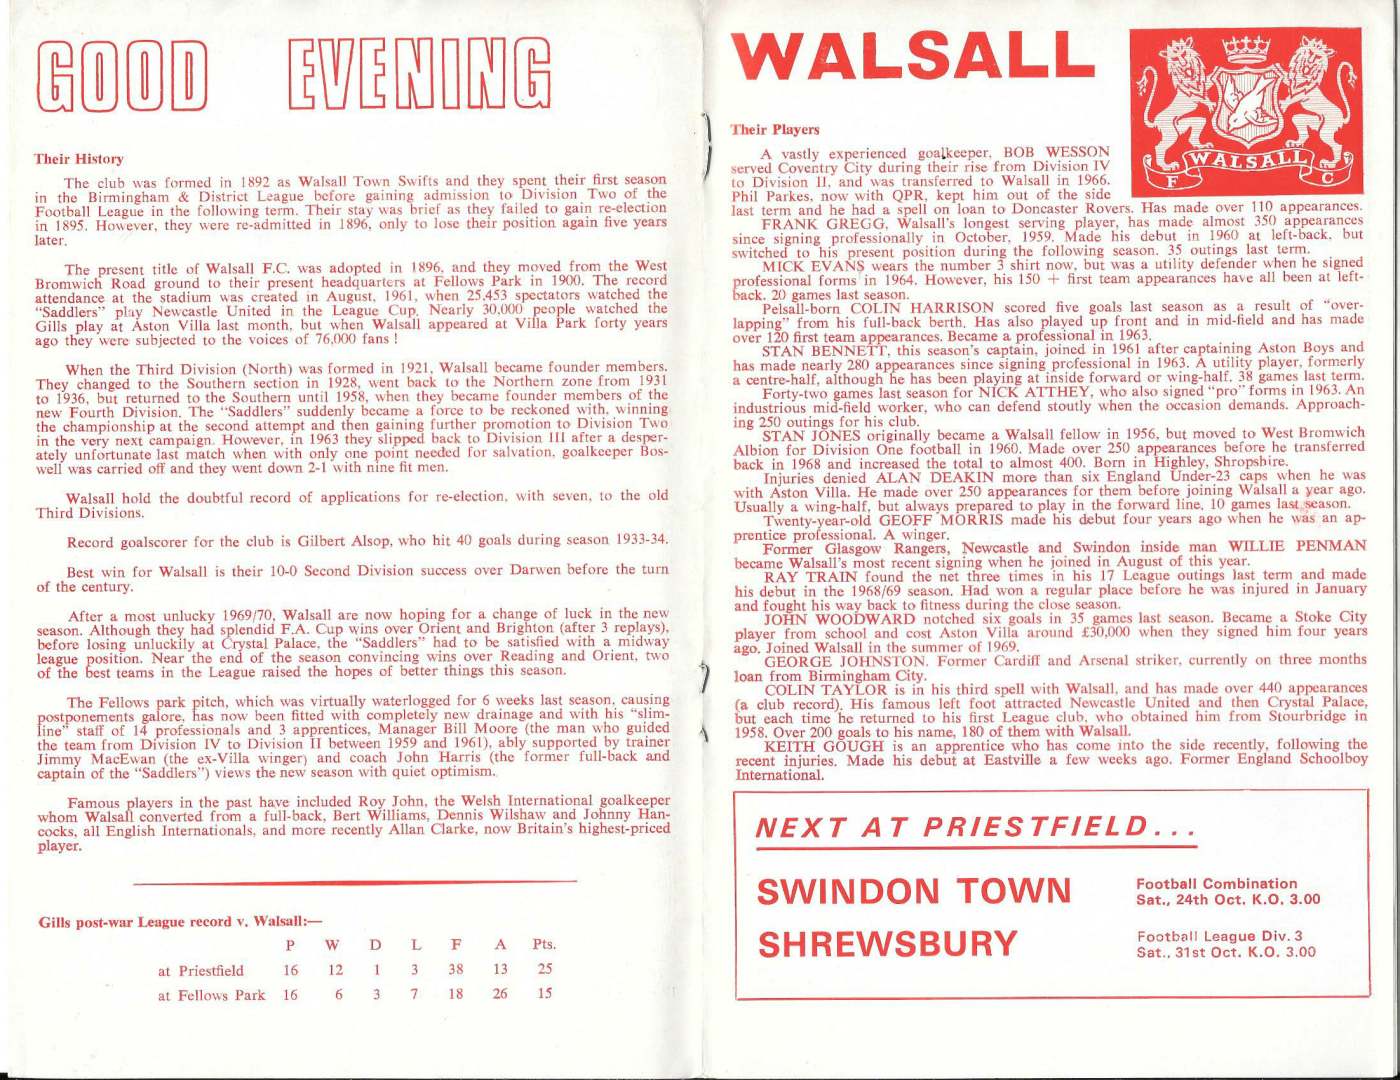 GOOD EVENING
Their History
The club was formed in 1892 as Walsall Town Swifts and they spent their first season
in the Birmingham & District League before gaining admission to Division Two of the
Football League in the following term. Their stay was brief as they failed to gain re-election
in 1895. However, they were re-admitted in 1896, only to lose their position again five years
later.
The present title of Walsall F.C. was adopted in 1896, and they moved from the West
Bromwich Road ground to their present headquarters at Fellows Park in 1900. The record
attendance at the stadium was created in August, 1961, when 25,453 spectators watched the
“Saddlers” play Newcastle United in the League Cup. Nearly 30,000 people watched the
Gills play at Aston Villa last month, but when Walsall appeared at Villa Park forty years
ago they were subjected to the voices of 76,000 fans !
When the Third Division (North) was formed in 1921, Walsall became founder members.
They changed to the Southern section in 1928, went back to the Northern zone from 1931
to 1936, but returned to the Southern until 1958, when they became founder members of the
new Fourth Division. The “Saddlers” suddenly became a force to be reckoned with, winning
the championship at the second attempt and then gaining further promotion to Division Two
in the very next campaign. However, in 1963 they slipped back to Division III after a desper-
ately unfortunate last match when with only one point needed for salvation, goalkeeper Bos-
well was carried off and they went down 2-1 with nine fit men.
Walsall hold the doubtful record of applications for re-election, with seven, to the old
Third Divisions.
Record goalscorer for the club is Gilbert Alsop, who hit 40 goals during season 1933-34.
Best win for Walsall is their 10-0 Second Division success over Darwen before the turn
of the century.
After a most unlucky 1969/70, Walsall are now hoping for a change of luck in the new
season. Although they had splendid F.A. Cup wins over Orient and Brighton (after 3 replays),
before losing unluckily at Crystal Palace, the “Saddlers” had to be satisfied with a midway
league position. Near the end of the season convincing wins over Reading and Orient, two
of the best teams in the League raised the hopes of better things this season.
The Fellows park pitch, which was virtually waterlogged for 6 weeks last season, causing
postponements galore, has now been fitted with completely new drainage and with his “slim-
line” staff of 14 professionals and 3 apprentices, Manager Bill Moore (the man who guided
the team from Division IV to Division II between 1959 and 1961), ably supported by trainer
Jimmy MacEwan (the ex-Villa winger) and coach John Harris (the former full-back and
captain of the “Saddlers”) views the new season with quiet optimism.
Famous players in the past have included Roy John, the Welsh International goalkeeper
whom Walsall converted from a full-back, Bert Williams, Dennis Wilshaw and Johnny Han-
cocks, all English Internationals, and more recently Allan Clarke, now Britain's highest-priced
player.
Gills post-war League record v. Walsall:—
P W D L F A Pts.
at Priestfield 16 12 1 3 38 13 25
at Fellows Park 16 6 3 7 18 26 15
WALSALL
WALSALL
F C
Their Players
A vastly experienced goalkeeper, BOB WESSON
served Coventry City during their rise from Division IV
to Division II, and was transferred to Walsall in 1966.
Phil Parkes, now with QPR, kept him out of the side
last term and he had a spell on loan to Doncaster Rovers. Has made over 110 appearances.
FRANK GREGG, Walsall's longest serving player, has made almost 350 appearances
since signing professionally in October, 1959. Made his debut in 1960 at left-back, but
switched to his present position during the following season. 35 outings last term.
MICK EVANS wears the number 3 shirt now, but was a utility defender when he signed
professional forms in 1964. However, his 150 + first team appearances have all been at left-
back. 20 games last season.
Pelsall-born COLIN HARRISON scored five goals last season as a result of “over-
lapping” from his full-back berth. Has also played up front and in mid-field and has made
over 120 first team appearances. Became a professional in 1963.
STAN BENNETT, this season's captain, joined in 1961 after captaining Aston Boys and
has made nearly 280 appearances since signing professional in 1963. A utility player, formerly
a centre-half, although he has been playing at inside forward or wing-half. 38 games last term.
Forty-two games last season for NICK ATTHEY, who also signed “pro” forms in 1963. An
industrious mid-field worker, who can defend stoutly when the occasion demands. Approach-
ing 250 outings for his club.
STAN JONES originally became a Walsall fellow in 1956, but moved to West Bromwich
Albion for Division One football in 1960. Made over 250 appearances before he transferred
back in 1968 and increased the total to almost 400. Born in Highley, Shropshire.
Injuries denied ALAN DEAKIN more than six England Under-23 caps when he was
with Aston Villa. He made over 250 appearances for them before joining Walsall a year ago.
Usually a wing-half, but always prepared to play in the forward line. 10 games last season.
Twenty-year-old GEOFF MORRIS made his debut four years ago when he was an ap-
prentice professional. A winger.
Former Glasgow Rangers, Newcastle and Swindon inside man WILLIE PENMAN
became Walsall's most recent signing when he joined in August of this year.
RAY TRAIN found the net three times in his 17 League outings last term and made
his debut in the 1968/69 season. Had won a regular place before he was injured in January
and fought his way back to fitness during the close season.
JOHN WOODWARD notched six goals in 35 games last season. Became a Stoke City
player from school and cost Aston Villa around £30,000 when they signed him four years
ago. Joined Walsall in the summer of 1969.
GEORGE JOHNSTON. Former Cardiff and Arsenal striker, currently on three months
loan from Birmingham City.
COLIN TAYLOR is in his third spell with Walsall, and has made over 440 appearances
(a club record). His famous left foot attracted Newcastle United and then Crystal Palace,
but each time he returned to his first League club, who obtained him from Stourbridge in
1958. Over 200 goals to his name, 180 of them with Walsall.
KEITH GOUGH is an apprentice who has come into the side recently, following the
recent injuries. Made his debut at Eastville a few weeks ago. Former England Schoolboy
International.
NEXT AT PRIESTFIELD...
SWINDON TOWN Football Combination
Sat., 24th Oct. K.O. 3.00
SHREWSBURY Football League Div. 3
Sat., 31st Oct. K.O. 3.00